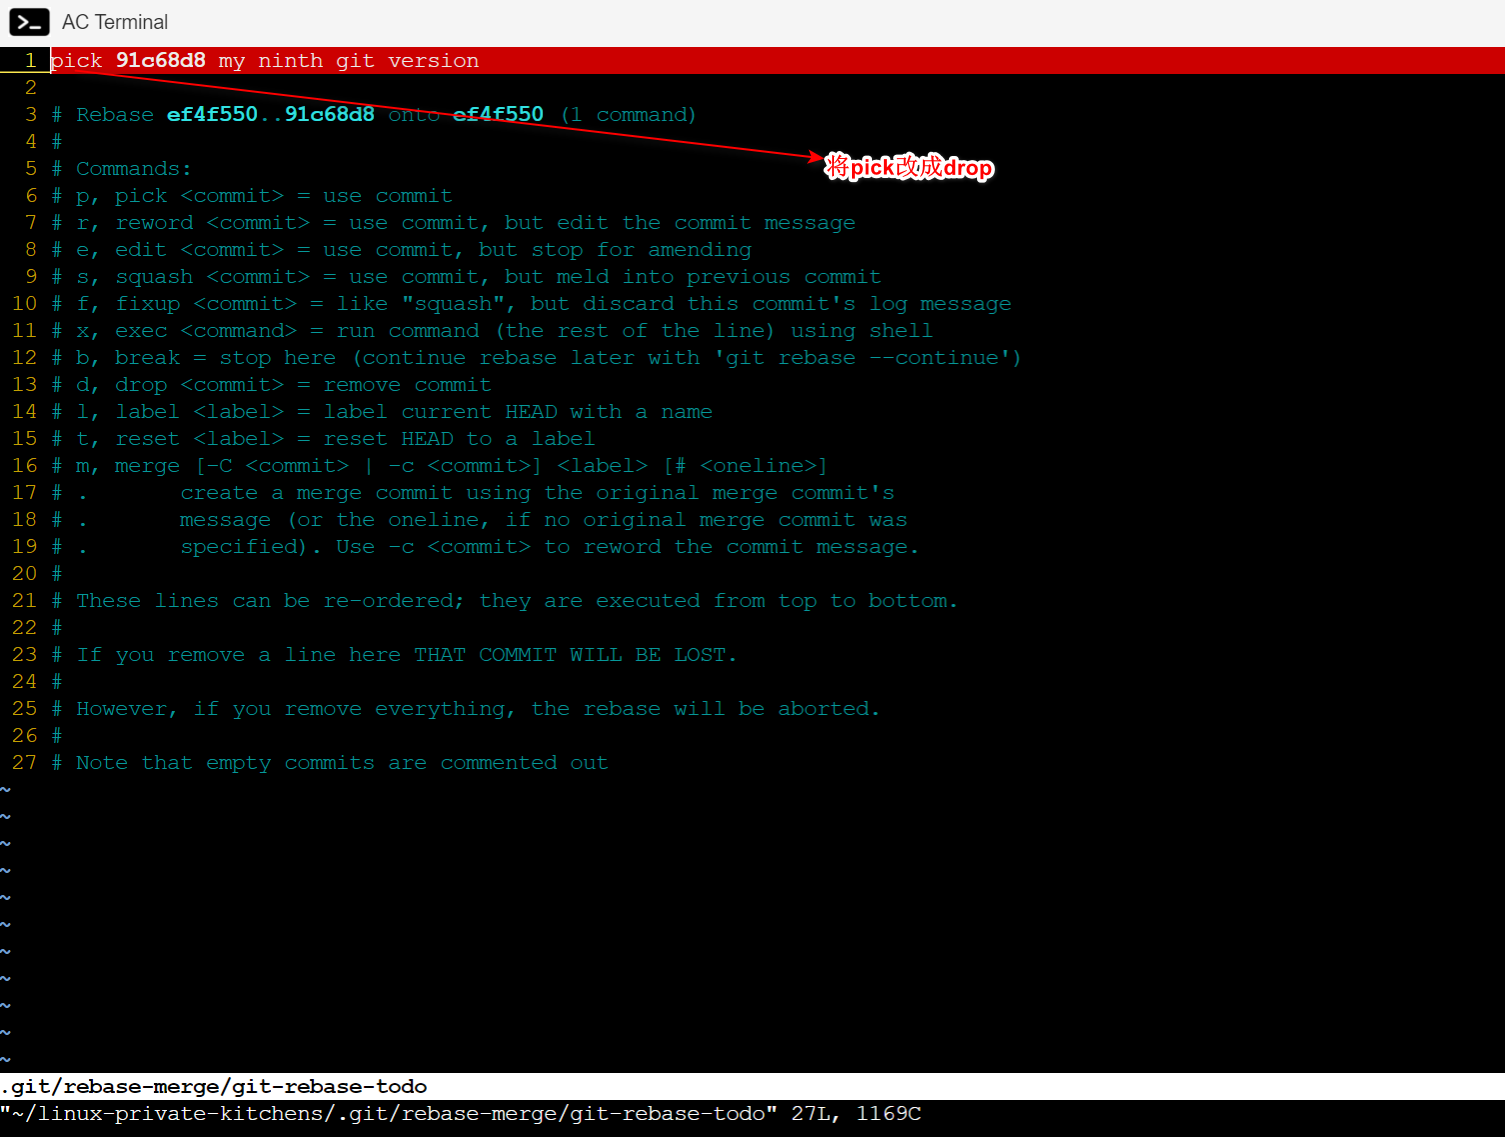 AC Terminal
1 pick 91c68d8 my ninth git version
2
3 # Rebase ef4f550..91c68d8 onto ef4f550 (1 command)
4 #
将pick改成drop
5 # Commands:
6 # p, pick <commit> = use commit
7 # r, reword <commit> = use commit, but edit the commit message
8 # e, edit <commit> = use commit, but stop for amending
9 # s, squash <commit> = use commit, but meld into previous commit
10 # f, fixup <commit> = like "squash", but discard this commit's log message
11 # x, exec <command> = run command (the rest of the line) using shell
12 # b, break = stop here (continue rebase later with 'git rebase --continue')
13 # d, drop <commit> = remove commit
14 # l, label <label> = label current HEAD with a name
15 # t, reset <label> = reset HEAD to a label
16 # m, merge [-C <commit> | -c <commit>] <label> [# <oneline>]
17 # .       create a merge commit using the original merge commit's
18 # .       message (or the oneline, if no original merge commit was
19 # .       specified). Use -c <commit> to reword the commit message.
20 #
21 # These lines can be re-ordered; they are executed from top to bottom.
22 #
23 # If you remove a line here THAT COMMIT WILL BE LOST.
24 #
25 # However, if you remove everything, the rebase will be aborted.
26 #
27 # Note that empty commits are commented out
~
~
~
~
~
~
~
~
~
~
~
.git/rebase-merge/git-rebase-todo
"~/linux-private-kitchens/.git/rebase-merge/git-rebase-todo" 27L, 1169C